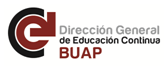 Dirección General
de Educación Continua
BUAP